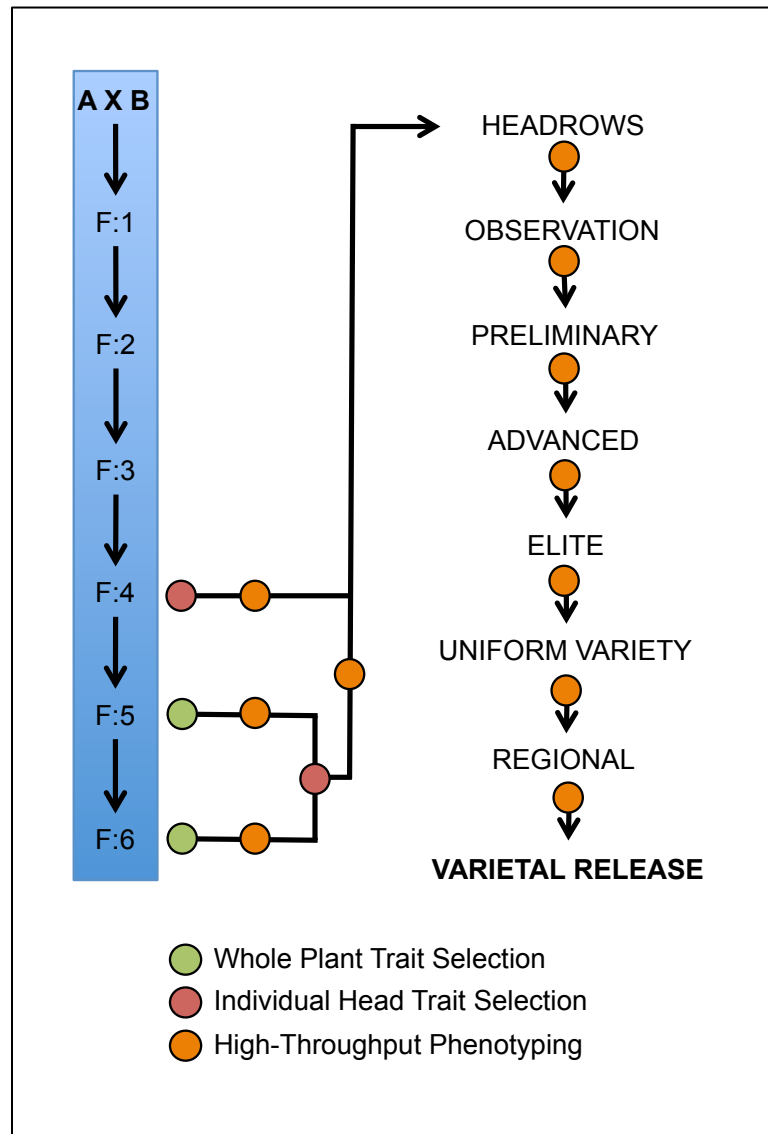 A X B
F:1
F:2
F:3
F:4
F:5
F:6
HEADROWS
OBSERVATION
PRELIMINARY
ADVANCED
ELITE
UNIFORM VARIETY
REGIONAL
VARIETAL RELEASE
Whole Plant Trait Selection
Individual Head Trait Selection
High-Throughput Phenotyping